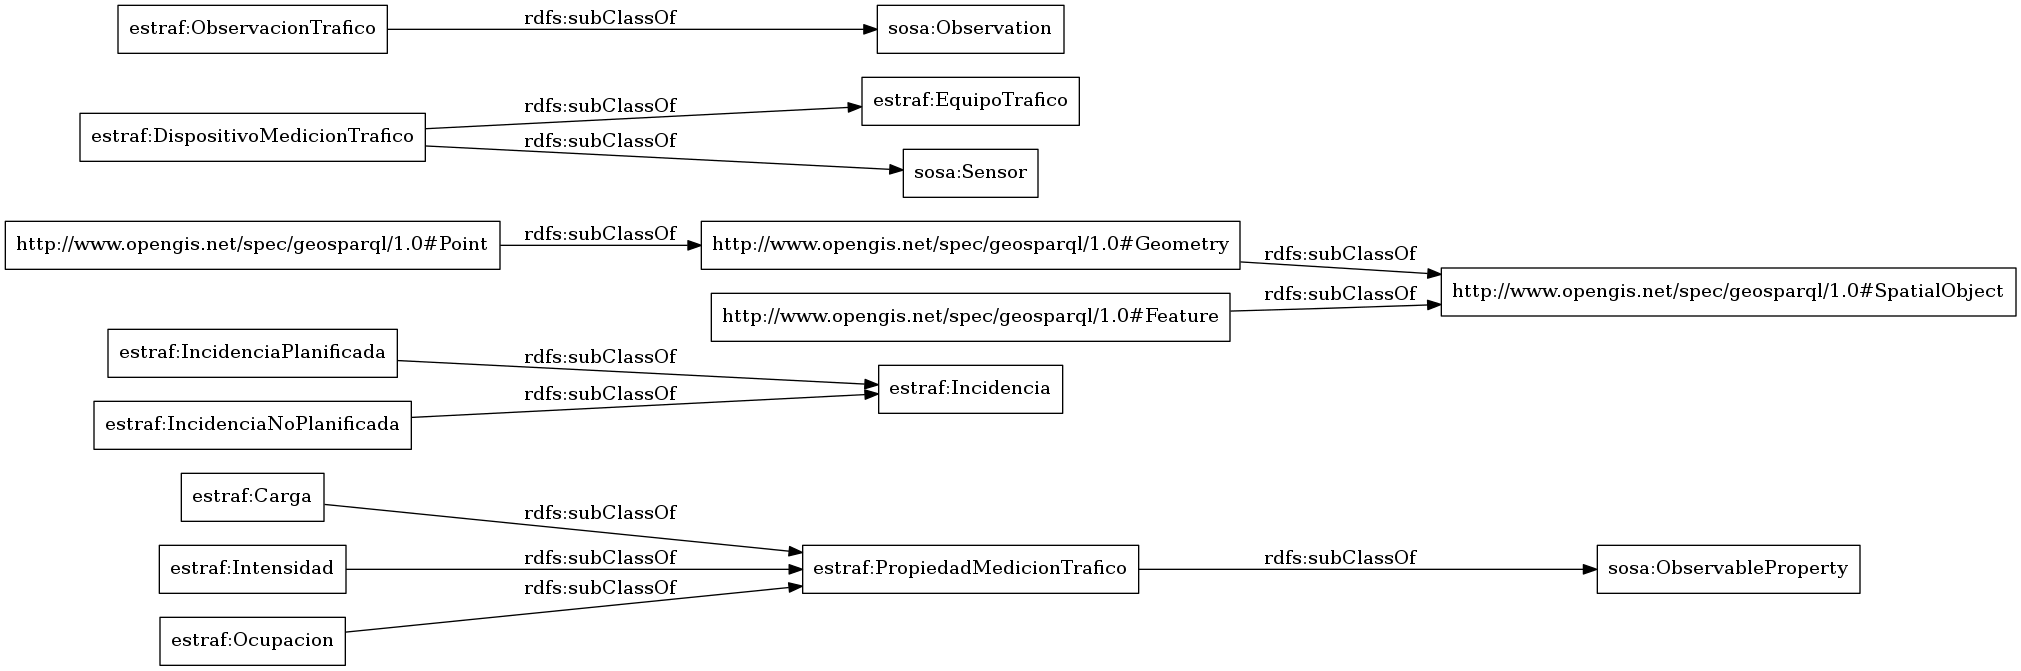 estraf:ObservacionTrafico
rdfs:subClassOf
sosa:Observation
estraf:DispositivoMedicionTrafico
rdfs:subClassOf
estraf:EquipoTrafico
rdfs:subClassOf
sosa:Sensor
http://www.opengis.net/spec/geosparql/1.0#Point
rdfs:subClassOf
http://www.opengis.net/spec/geosparql/1.0#Geometry
rdfs:subClassOf
http://www.opengis.net/spec/geosparql/1.0#Feature
rdfs:subClassOf
http://www.opengis.net/spec/geosparql/1.0#SpatialObject
estraf:IncidenciaPlanificada
rdfs:subClassOf
estraf:IncidenciaNoPlanificada
rdfs:subClassOf
estraf:Incidencia
estraf:Carga
rdfs:subClassOf
estraf:Intensidad
rdfs:subClassOf
estraf:Ocupacion
rdfs:subClassOf
estraf:PropiedadMedicionTrafico
rdfs:subClassOf
sosa:ObservableProperty